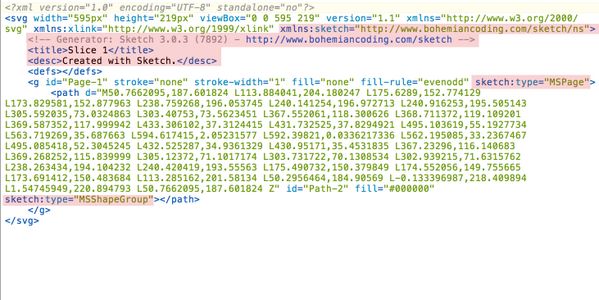 <?xml version="1.0" encoding="UTF-8" standalone="no"?>
<svg width="595px" height="219px" viewBox="0 0 595 219" version="1.1" xmlns="http://www.w3.org/2000/
svg" xmlns:xlink="http://www.w3.org/1999/xlink" xmlns:sketch="http://www.bohemiancoding.com/sketch/ns">
<!-- Generator: Sketch 3.0.3 (7892) - http://www.bohemiancoding.com/sketch -->
<title>Slice 1</title>
<desc>Created with Sketch.</desc>
<defs></defs>
<g id="Page-1" stroke="none" stroke-width="1" fill="none" fill-rule="evenodd" sketch:type="MSPage">
<path d="M50.7662095,187.601824 L113.884041,204.180247 L175.6289,152.774129
L173.829581,152.877963 L238.759268,196.053745 L240.141254,196.972713 L240.916253,195.505143
L305.592035,73.0324863 L303.40753,73.5623451 L367.552061,118.300626 L368.711372,119.109201
L369.587352,117.999942 L433.306102,37.3124415 L431.732525,37.8294921 L495.103619,55.1927734
L563.719269,35.687663 L594.617415,2.05231577 L592.39821,0.0336217336 L562.195085,33.2367467
L495.085418,52.3045245 L432.525287,34.9361329 L430.95171,35.4531835 L367.23296,116.140683
L369.268252,115.839999 L305.12372,71.1017174 L303.731722,70.1308534 L302.939215,71.6315762
L238.263434,194.104232 L240.420419,193.55563 L175.490732,150.379849 L174.552056,149.755665
L173.691412,150.483684 L113.285162,201.58134 L50.2956464,184.90569 L-0.133396987,218.409894
L1.54745949,220.894793 L50.7662095,187.601824 Z" id="Path-2" fill="#000000"
sketch:type="MSShapeGroup"></path>
</g>
</svg>